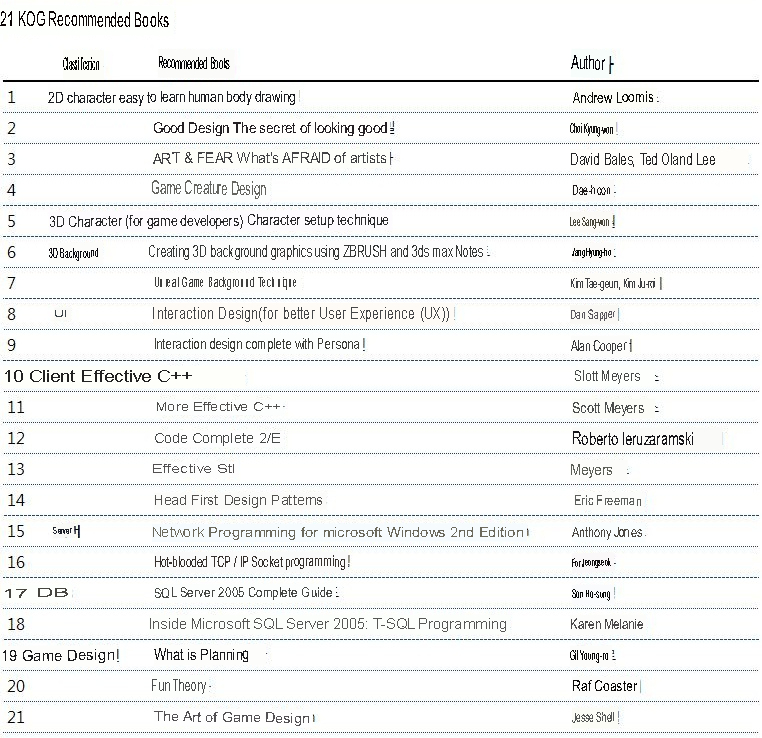 21 KOG Recommended Books
Classification Recommended Books Author
1 2D character easy to learn human body drawing Andrew Loomis
2 Good Design The secret of looking good Choi Kyung-won
3 ART & FEAR What's AFRAID of artists David Bales, Ted Oland Lee
4 Game Creature Design Dae-hoon
5 3D Character (for game developers) Character setup technique Lee Sang-won
6 3D Background Creating 3D background graphics using ZBRUSH and 3ds max Notes Jang Hyung-ho
7 Unreal Game Background Technique Kim Tae-geun, Kim Ju-roi
8 UI Interaction Design(for better User Experience (UX)) Dan Sapper
9 Interaction design complete with Persona Alan Cooper
10 Client Effective C++ Slott Meyers
11 More Effective C++ Scott Meyers
12 Code Complete 2/E Roberto Ieruzaramski
13 Effective Stl Meyers
14 Head First Design Patterns Eric Freeman
15 Server Network Programming for microsoft Windows 2nd Edition Anthony Jones
16 Hot-blooded TCP / IP Socket programming!
17 DB SQL Server 2005 Complete Guide Son Ho-sung
18 Inside Microsoft SQL Server 2005: T-SQL Programming Karen Melanie
19 Game Design! What is Planning Gil Young-ro
20 Fun Theory Raf Coaster
21 The Art of Game Design Jesse Shell